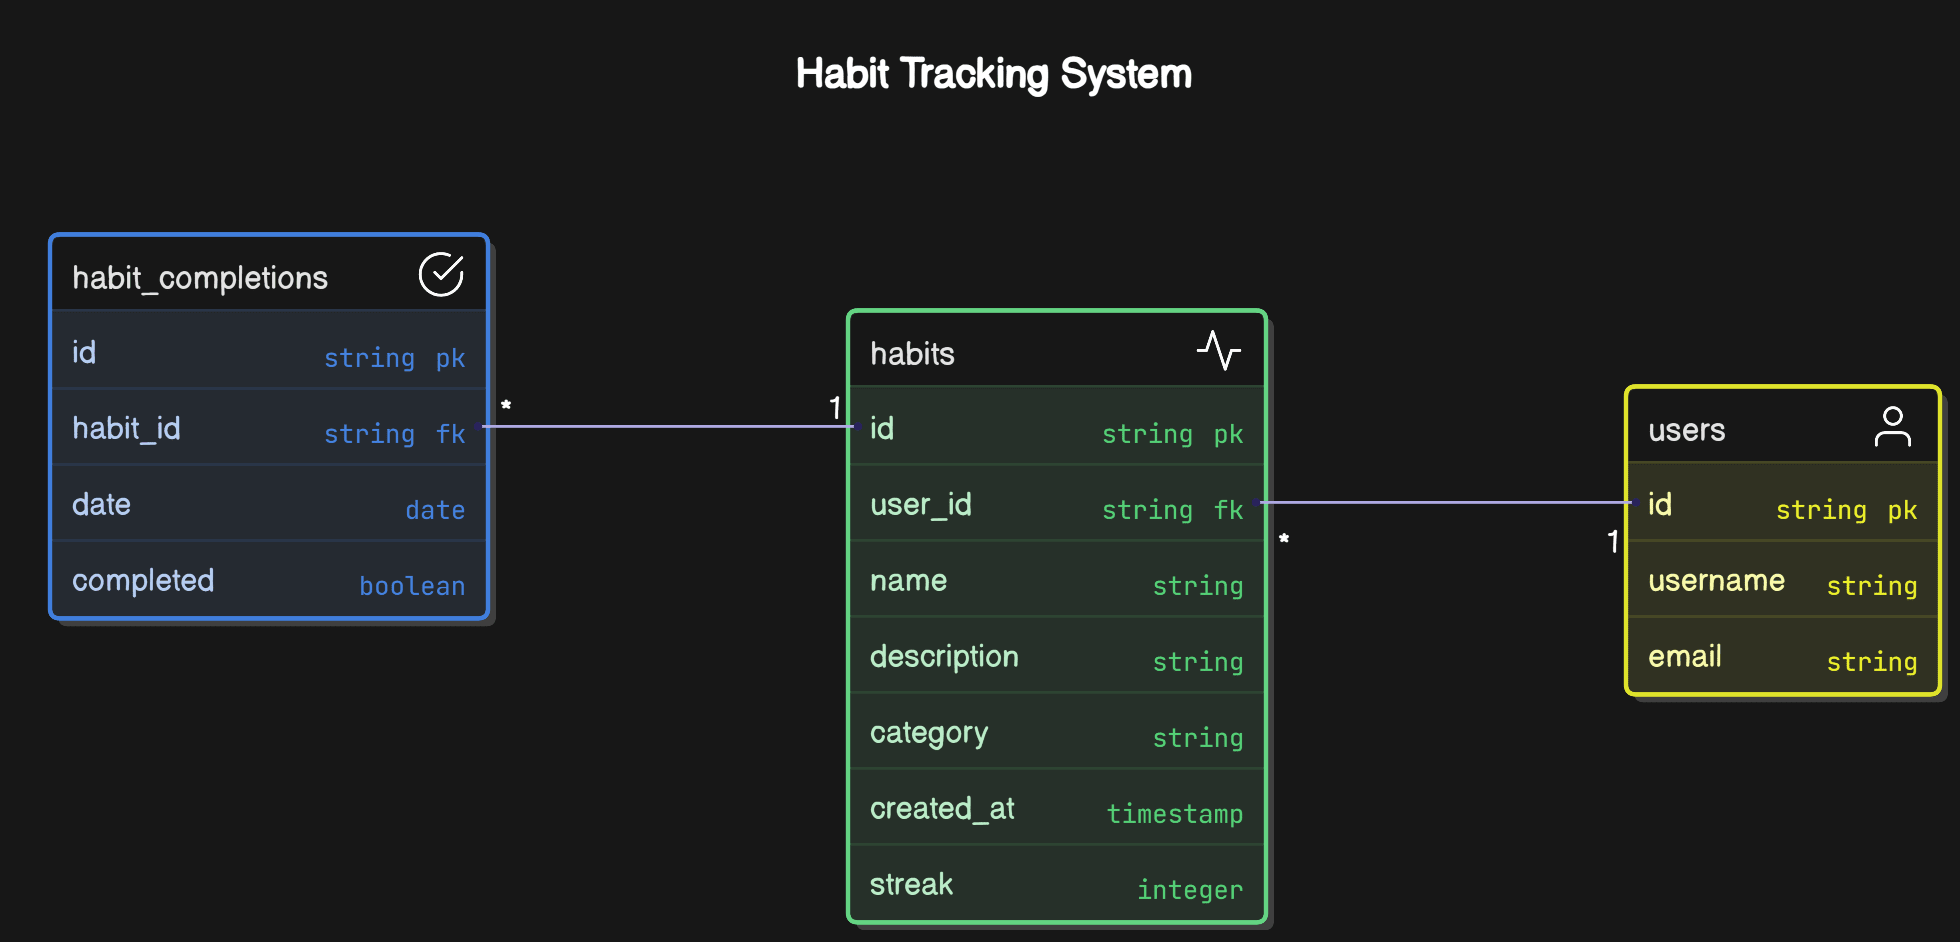 Habit Tracking System
habit_completions
id string pk
habit_id string fk
date date
completed boolean
* 1
habits
id string pk
user_id string fk
name string
description string
category string
created_at timestamp
streak integer
* 1
users
id string pk
username string
email string